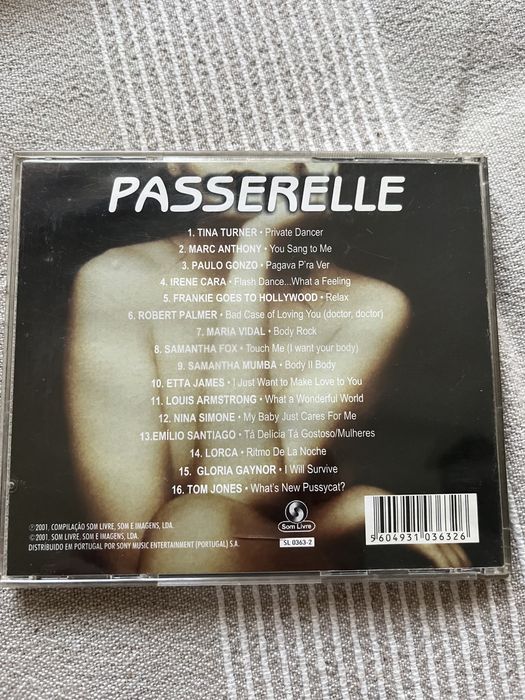 PASSERELLE
1. TINA TURNER • Private Dancer
2. MARC ANTHONY • You Sang to Me
3. PAULO GONZO • Pagava P'ra Ver
4. IRENE CARA • Flash Dance...What a Feeling
5. FRANKIE GOES TO HOLLYWOOD • Relax
6. ROBERT PALMER • Bad Case of Loving You (doctor, doctor)
7. MARIA VIDAL • Body Rock
8. SAMANTHA FOX • Touch Me (I want your body)
9. SAMANTHA MUMBA • Body II Body
10. ETTA JAMES • I Just Want to Make Love to You
11. LOUIS ARMSTRONG • What a Wonderful World
12. NINA SIMONE • My Baby Just Cares For Me
13.EMÍLIO SANTIAGO • Tá Delicia Tá Gostoso/Mulheres
14. LORCA • Ritmo De La Noche
15. GLORIA GAYNOR • I Will Survive
16. TOM JONES • What's New Pussycat?
℗2001, COMPILAÇÃO SOM LIVRE, SOM E IMAGENS, LDA.
©2001, SOM LIVRE, SOM E IMAGENS, LDA.
DISTRIBUIDO EM PORTUGAL POR SONY MUSIC ENTERTAINMENT (PORTUGAL) S.A.
Som Livre
SL 0363-2
5604931036326